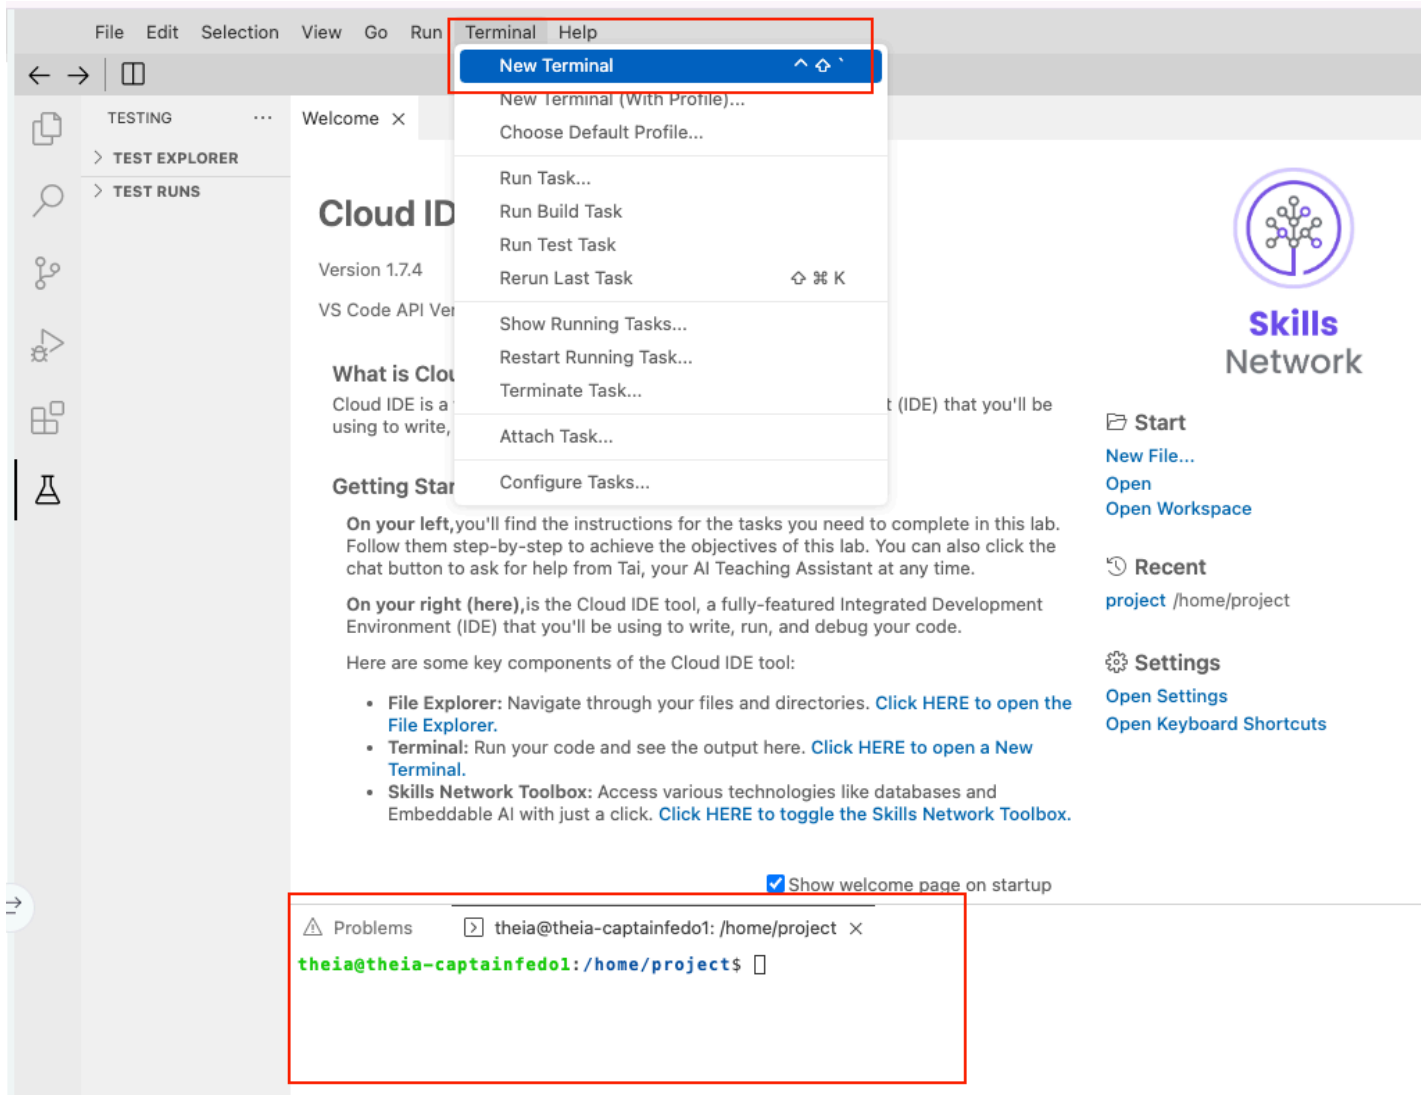 File Edit Selection View Go Run Terminal Help
New Terminal ^ ⇧ `
New Terminal (With Profile)...
Choose Default Profile...
Run Task...
Run Build Task
Run Test Task
Rerun Last Task ⇧ ⌘ K
Show Running Tasks...
Restart Running Task...
Terminate Task...
Attach Task...
Configure Tasks...
TESTING ...
TEST EXPLORER
TEST RUNS
Welcome
Cloud ID
Version 1.7.4
VS Code API Ver
What is Clou
Cloud IDE is a t (IDE) that you'll be
using to write,
Getting Star
On your left,you'll find the instructions for the tasks you need to complete in this lab.
Follow them step-by-step to achieve the objectives of this lab. You can also click the
chat button to ask for help from Tai, your AI Teaching Assistant at any time.
On your right (here),is the Cloud IDE tool, a fully-featured Integrated Development
Environment (IDE) that you'll be using to write, run, and debug your code.
Here are some key components of the Cloud IDE tool:
• File Explorer: Navigate through your files and directories. Click HERE to open the
File Explorer.
• Terminal: Run your code and see the output here. Click HERE to open a New
Terminal.
• Skills Network Toolbox: Access various technologies like databases and
Embeddable AI with just a click. Click HERE to toggle the Skills Network Toolbox.
Show welcome page on startup
Skills
Network
Start
New File...
Open
Open Workspace
Recent
project /home/project
Settings
Open Settings
Open Keyboard Shortcuts
Problems theia@theia-captainfedo1: /home/project
theia@theia-captainfedo1:/home/project$